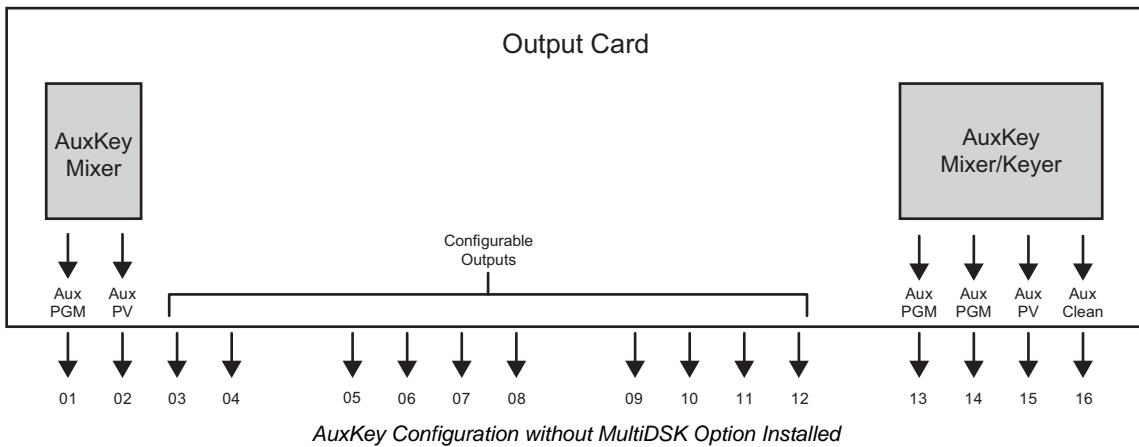 Output Card
AuxKey
Mixer
AuxKey
Mixer/Keyer
Configurable
Outputs
Aux
PGM
Aux
PV
Aux
PGM
Aux
PGM
Aux
PV
Aux
Clean
01 02 03 04 05 06 07 08 09 10 11 12 13 14 15 16
AuxKey Configuration without MultiDSK Option Installed